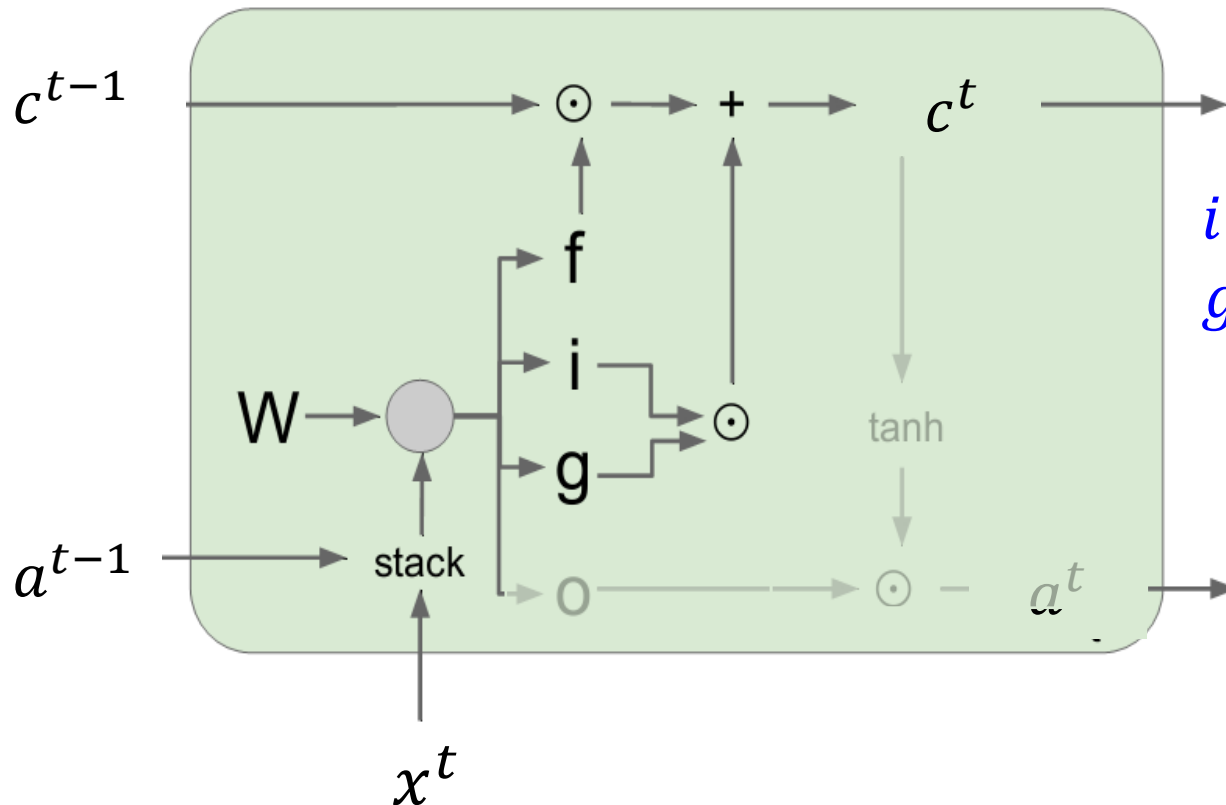 c^{t-1} ⊙ + c^t
i
f
g
i
W g ⊙ tanh
a^{t-1} stack
o ⊙ a^t
x^t